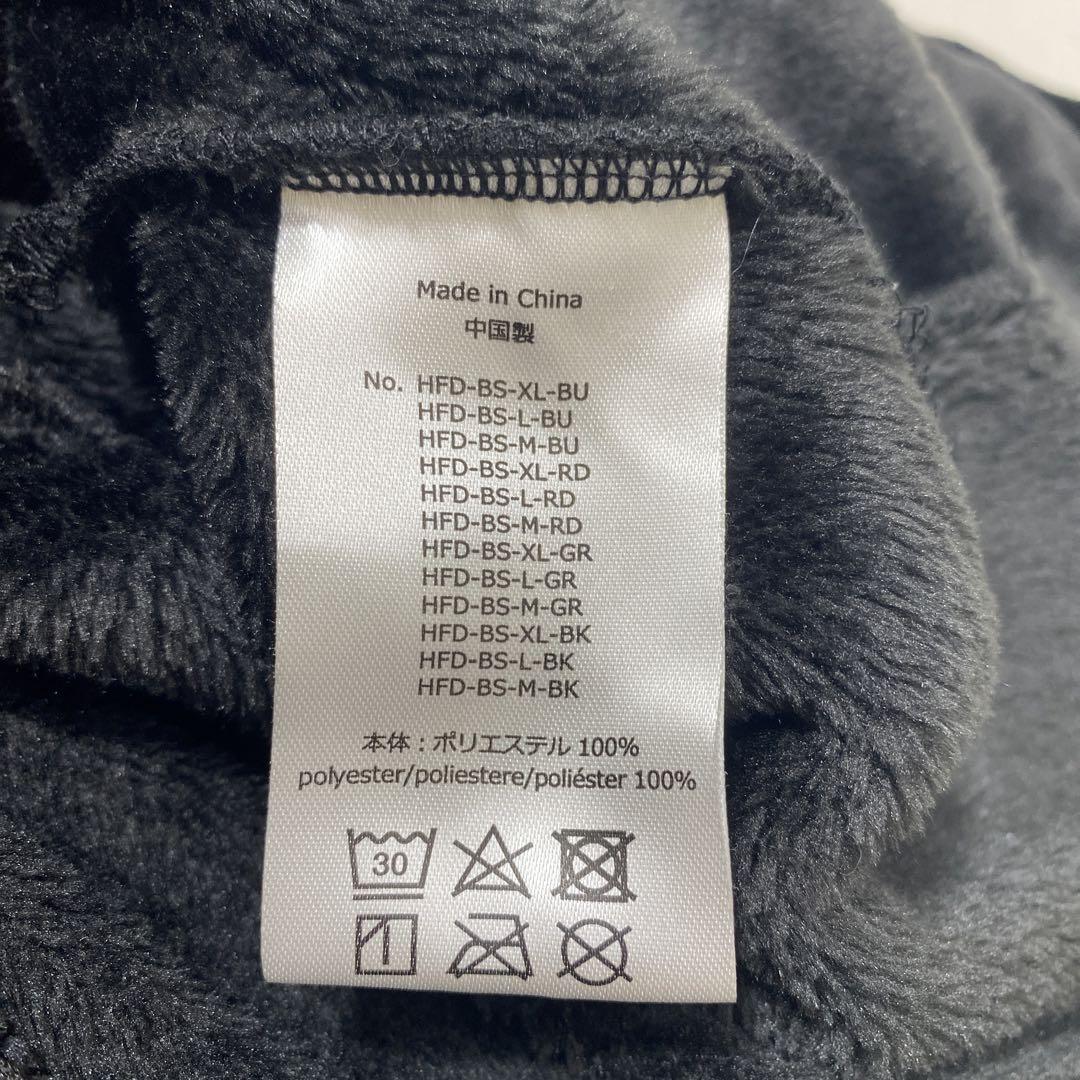 Made in China
中国製
No. HFD-BS-XL-BU
HFD-BS-L-BU
HFD-BS-M-BU
HFD-BS-XL-RD
HFD-BS-L-RD
HFD-BS-M-RD
HFD-BS-XL-GR
HFD-BS-L-GR
HFD-BS-M-GR
HFD-BS-XL-BK
HFD-BS-L-BK
HFD-BS-M-BK
本体：ポリエステル 100%
polyester/poliestere/poliéster 100%
30